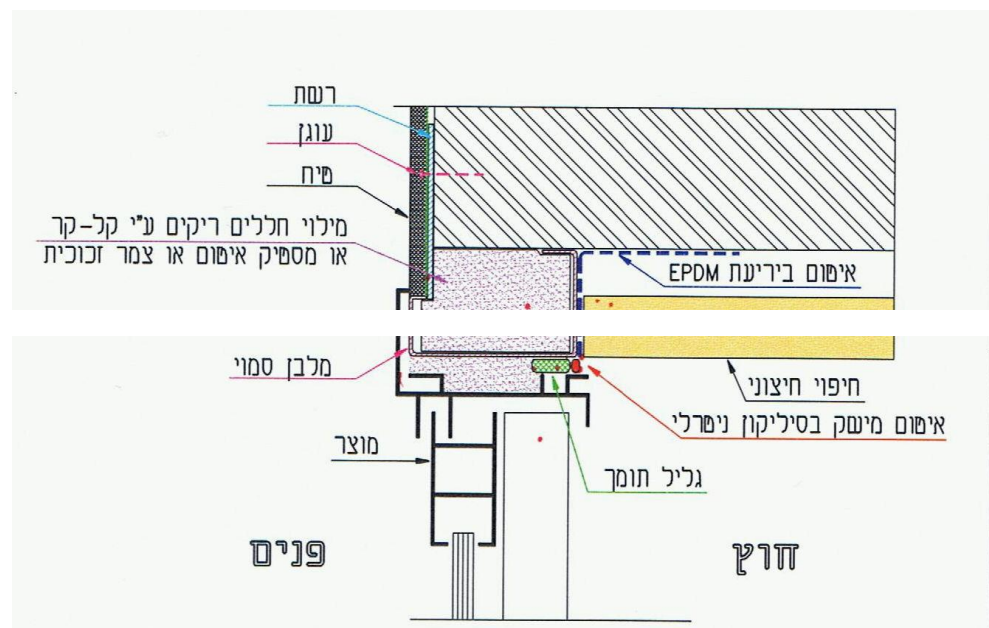 רשת
עוגן
טיח
מילוי חללים ריקים ע"י קל-קר
או מסטיק איטום או צמר זכוכית
איטום ביריעת EPDM
מלבן סמוי
חיפוי חיצוני
איטום מישק בסיליקון ניטרלי
מוצר
גליל תומך
פנים
חוץ